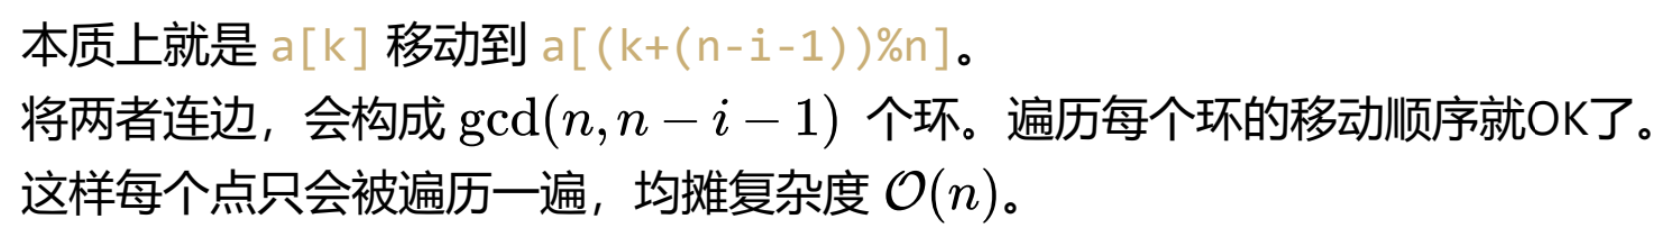 本质上就是 a[k] 移动到 a[(k+(n-i-1))%n]。
将两者连边，会构成 gcd(n, n − i − 1) 个环。遍历每个环的移动顺序就OK了。
这样每个点只会被遍历一遍，均摊复杂度 𝒪(n)。